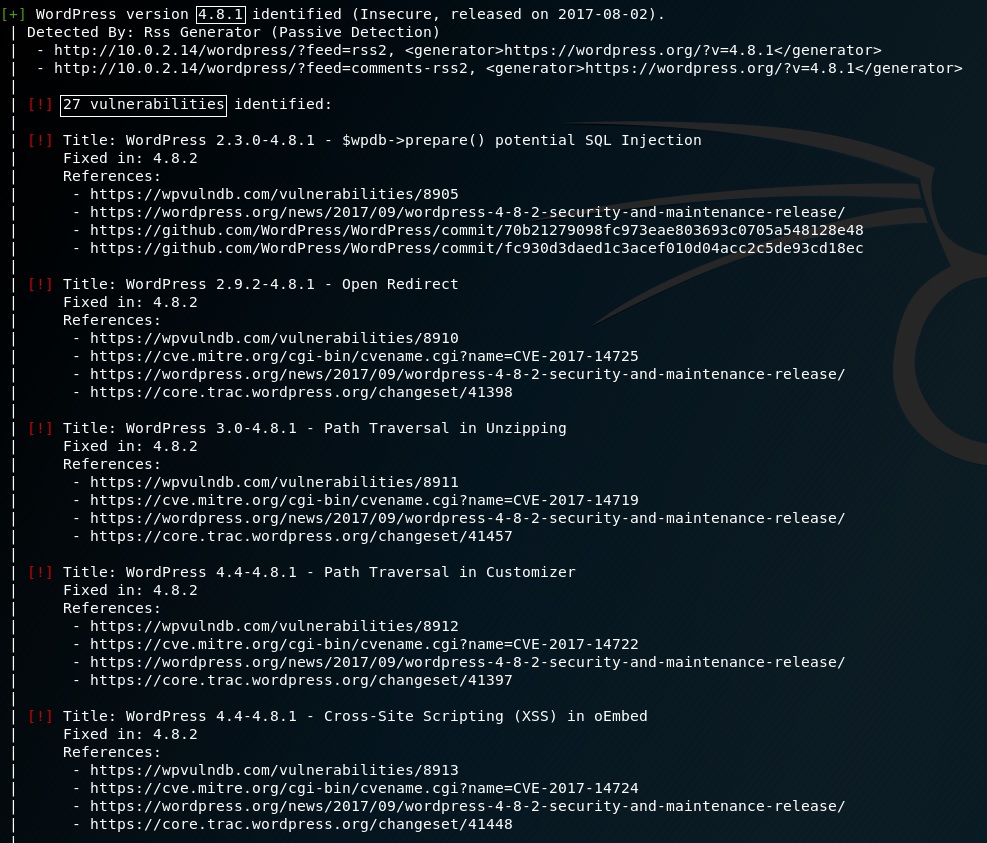 [+] WordPress version 4.8.1 identified (Insecure, released on 2017-08-02).
| Detected By: Rss Generator (Passive Detection)
|  - http://10.0.2.14/wordpress/?feed=rss2, <generator>https://wordpress.org/?v=4.8.1</generator>
|  - http://10.0.2.14/wordpress/?feed=comments-rss2, <generator>https://wordpress.org/?v=4.8.1</generator>
|
| [!] 27 vulnerabilities identified:
|
| [!] Title: WordPress 2.3.0-4.8.1 - $wpdb->prepare() potential SQL Injection
|     Fixed in: 4.8.2
|     References:
|      - https://wpvulndb.com/vulnerabilities/8905
|      - https://wordpress.org/news/2017/09/wordpress-4-8-2-security-and-maintenance-release/
|      - https://github.com/WordPress/WordPress/commit/70b21279098fc973eae803693c0705a548128e48
|      - https://github.com/WordPress/WordPress/commit/fc930d3daed1c3acef010d04acc2c5de93cd18ec
|
| [!] Title: WordPress 2.9.2-4.8.1 - Open Redirect
|     Fixed in: 4.8.2
|     References:
|      - https://wpvulndb.com/vulnerabilities/8910
|      - https://cve.mitre.org/cgi-bin/cvename.cgi?name=CVE-2017-14725
|      - https://wordpress.org/news/2017/09/wordpress-4-8-2-security-and-maintenance-release/
|      - https://core.trac.wordpress.org/changeset/41398
|
| [!] Title: WordPress 3.0-4.8.1 - Path Traversal in Unzipping
|     Fixed in: 4.8.2
|     References:
|      - https://wpvulndb.com/vulnerabilities/8911
|      - https://cve.mitre.org/cgi-bin/cvename.cgi?name=CVE-2017-14719
|      - https://wordpress.org/news/2017/09/wordpress-4-8-2-security-and-maintenance-release/
|      - https://core.trac.wordpress.org/changeset/41457
|
| [!] Title: WordPress 4.4-4.8.1 - Path Traversal in Customizer
|     Fixed in: 4.8.2
|     References:
|      - https://wpvulndb.com/vulnerabilities/8912
|      - https://cve.mitre.org/cgi-bin/cvename.cgi?name=CVE-2017-14722
|      - https://wordpress.org/news/2017/09/wordpress-4-8-2-security-and-maintenance-release/
|      - https://core.trac.wordpress.org/changeset/41397
|
| [!] Title: WordPress 4.4-4.8.1 - Cross-Site Scripting (XSS) in oEmbed
|     Fixed in: 4.8.2
|     References:
|      - https://wpvulndb.com/vulnerabilities/8913
|      - https://cve.mitre.org/cgi-bin/cvename.cgi?name=CVE-2017-14724
|      - https://wordpress.org/news/2017/09/wordpress-4-8-2-security-and-maintenance-release/
|      - https://core.trac.wordpress.org/changeset/41448
|